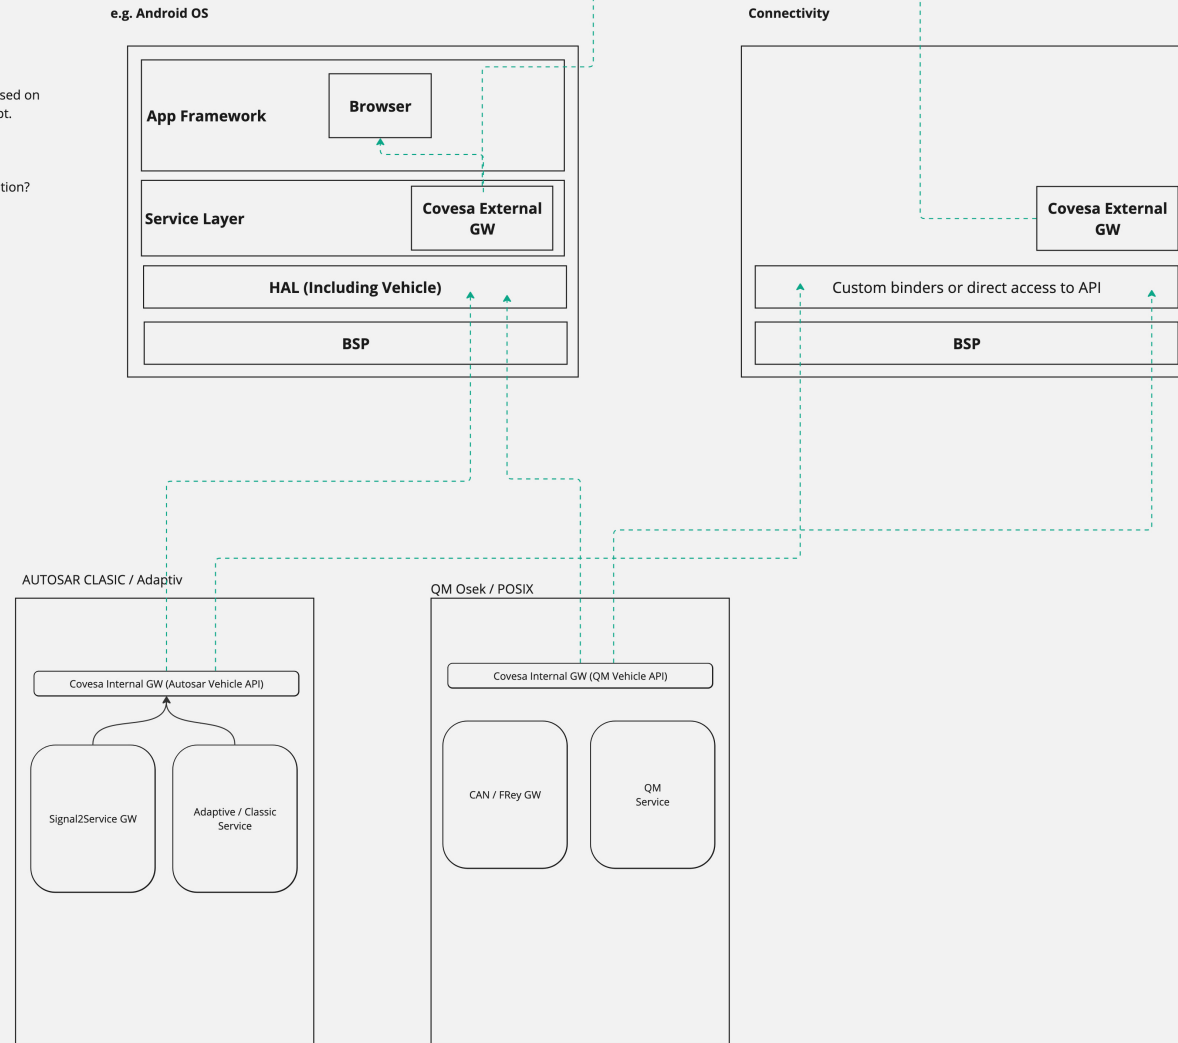 e.g. Android OS
Connectivity
sed on
App Framework
Browser
tion?
Service Layer
Covesa External
GW
Covesa External
GW
HAL (Including Vehicle)
Custom binders or direct access to API
BSP
BSP
AUTOSAR CLASIC / Adaptiv
QM Osek / POSIX
Covesa Internal GW (Autosar Vehicle API)
Covesa Internal GW (QM Vehicle API)
Signal2Service GW
Adaptive / Classic
Service
CAN / FRey GW
QM
Service